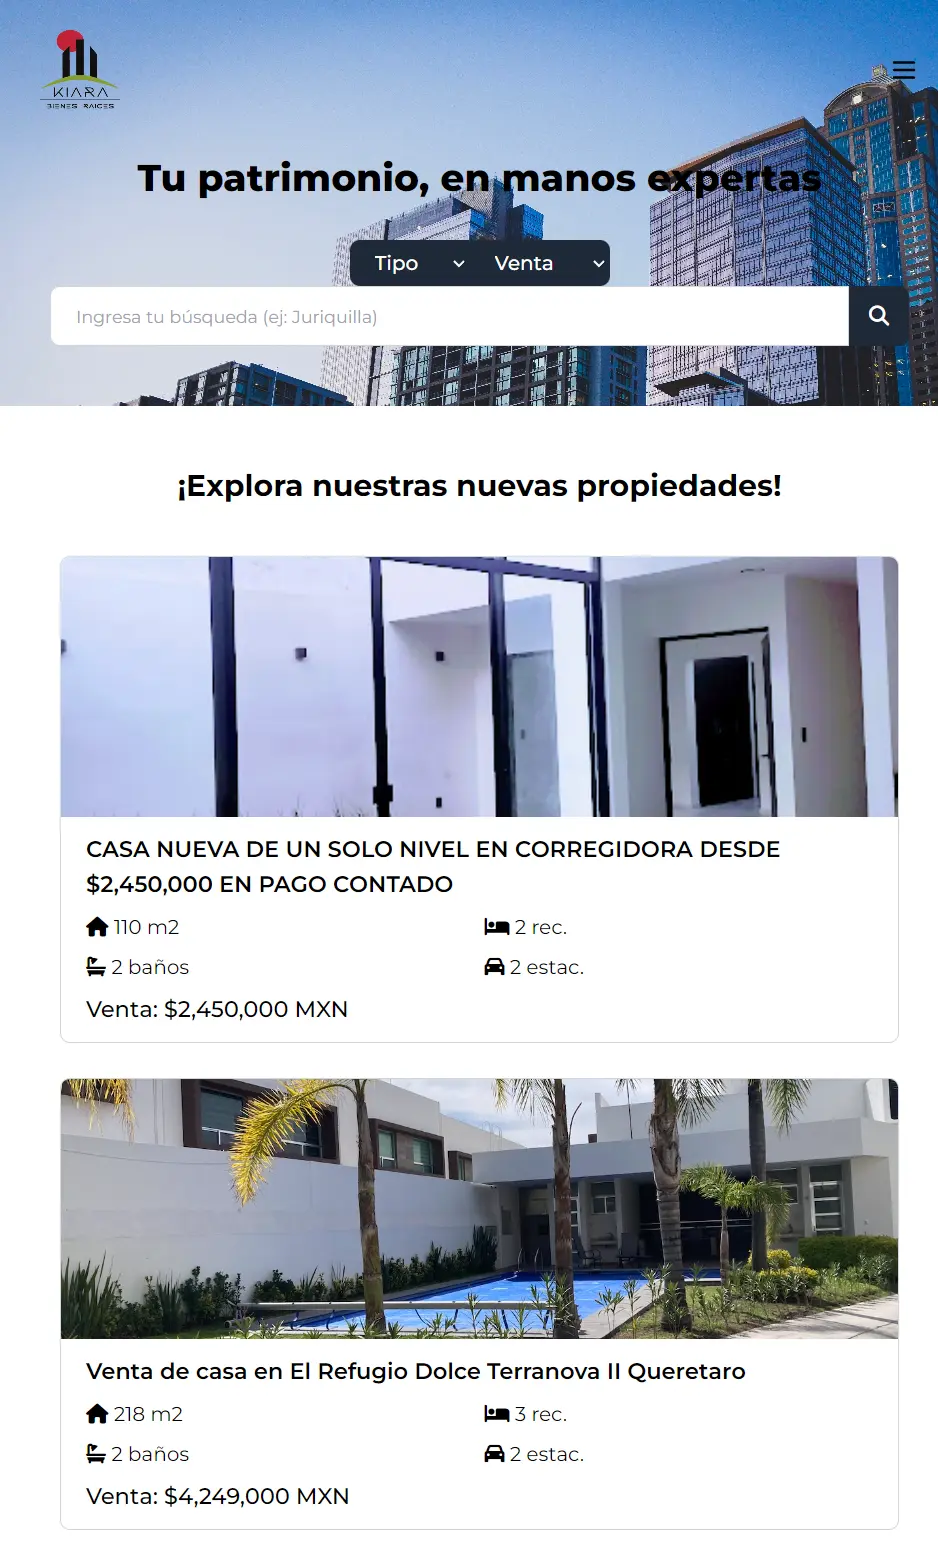 KIARA
BIENES RAICES
Tu patrimonio, en manos expertas
Tipo
Venta
Ingresa tu búsqueda (ej: Juriquilla)
¡Explora nuestras nuevas propiedades!
CASA NUEVA DE UN SOLO NIVEL EN CORREGIDORA DESDE
$2,450,000 EN PAGO CONTADO
110 m2
2 rec.
2 baños
2 estac.
Venta: $2,450,000 MXN
Venta de casa en El Refugio Dolce Terranova II Queretaro
218 m2
3 rec.
2 baños
2 estac.
Venta: $4,249,000 MXN